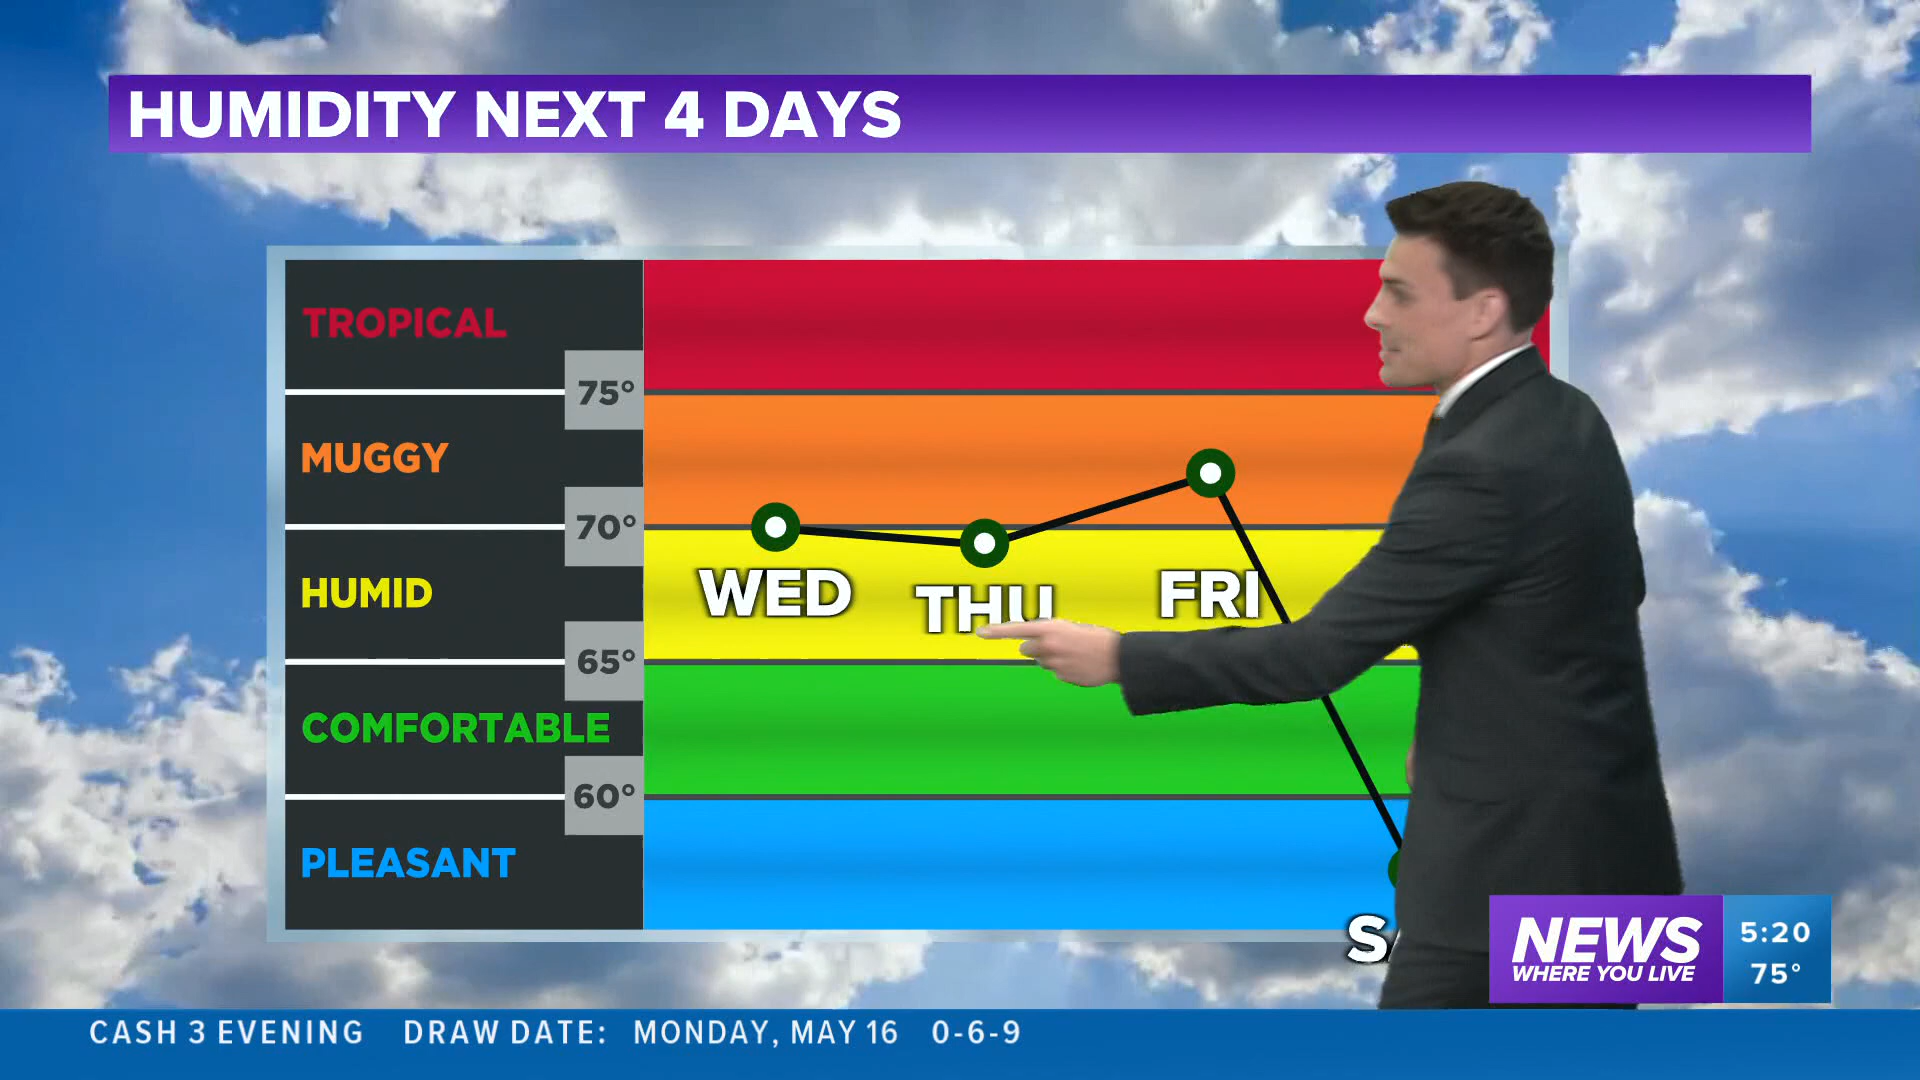 HUMIDITY NEXT 4 DAYS
TROPICAL
75°
MUGGY
70°
HUMID
65°
COMFORTABLE
60°
PLEASANT
WED
THU
FRI
NEWS
WHERE YOU LIVE
5:20
75°
CASH 3 EVENING DRAW DATE: MONDAY, MAY 16 0-6-9